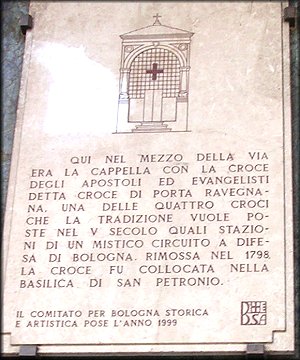 QUI NEL MEZZO DELLA VIA
ERA LA CAPPELLA CON LA CROCE
DEGLI APOSTOLI ED EVANGELISTI
DETTA CROCE DI PORTA RAVEGNA-
NA. UNA DELLE QUATTRO CROCI
CHE LA TRADIZIONE VUOLE PO-
STE NEL V SECOLO QUALI STAZIO-
NI DI UN MISTICO CIRCUITO A DIFE-
SA DI BOLOGNA. RIMOSSA NEL 1798
LA CROCE FU COLLOCATA NELLA
BASILICA DI SAN PETRONIO.
IL COMITATO PER BOLOGNA STORICA
E ARTISTICA POSE L'ANNO 1999